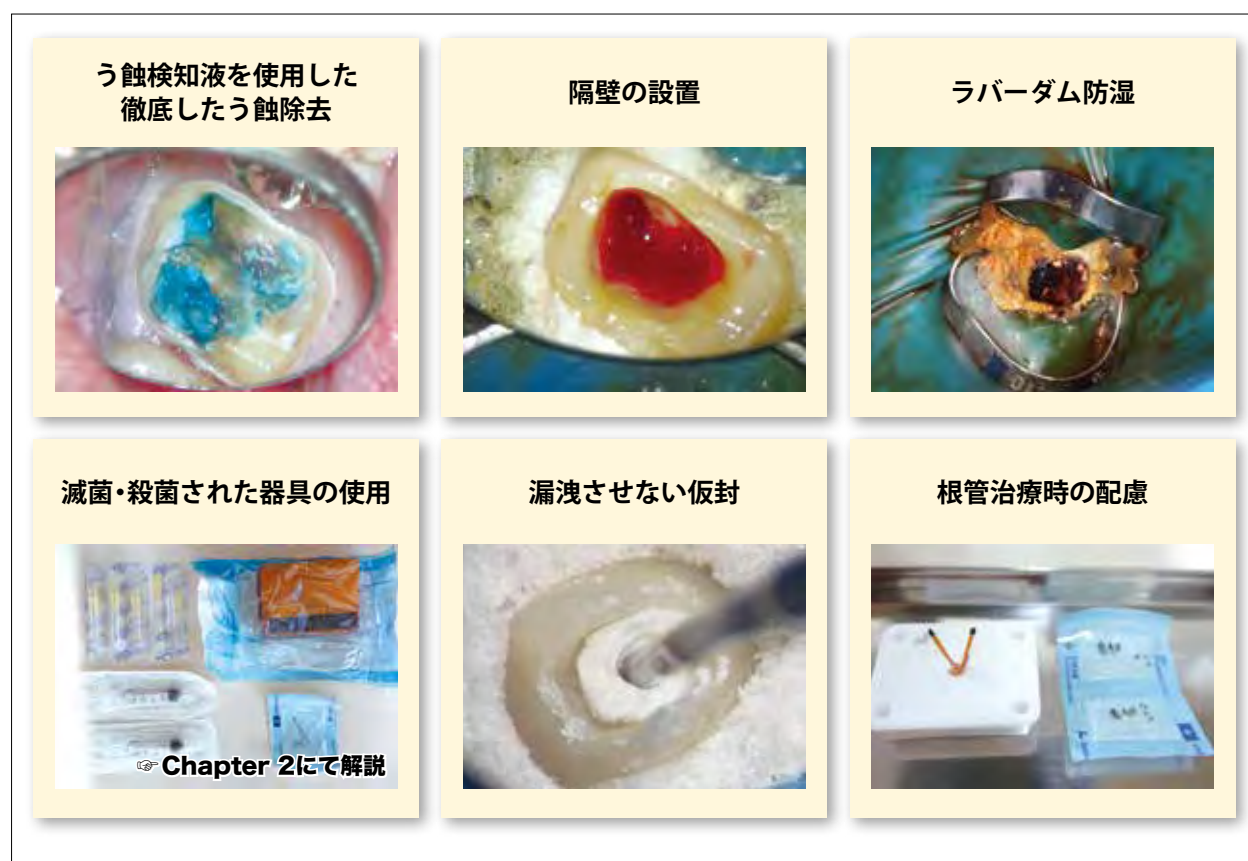 う蝕検知液を使用した
徹底したう蝕除去
隔壁の設置
ラバーダム防湿
滅菌・殺菌された器具の使用
☞Chapter 2にて解説
漏洩させない仮封
根管治療時の配慮